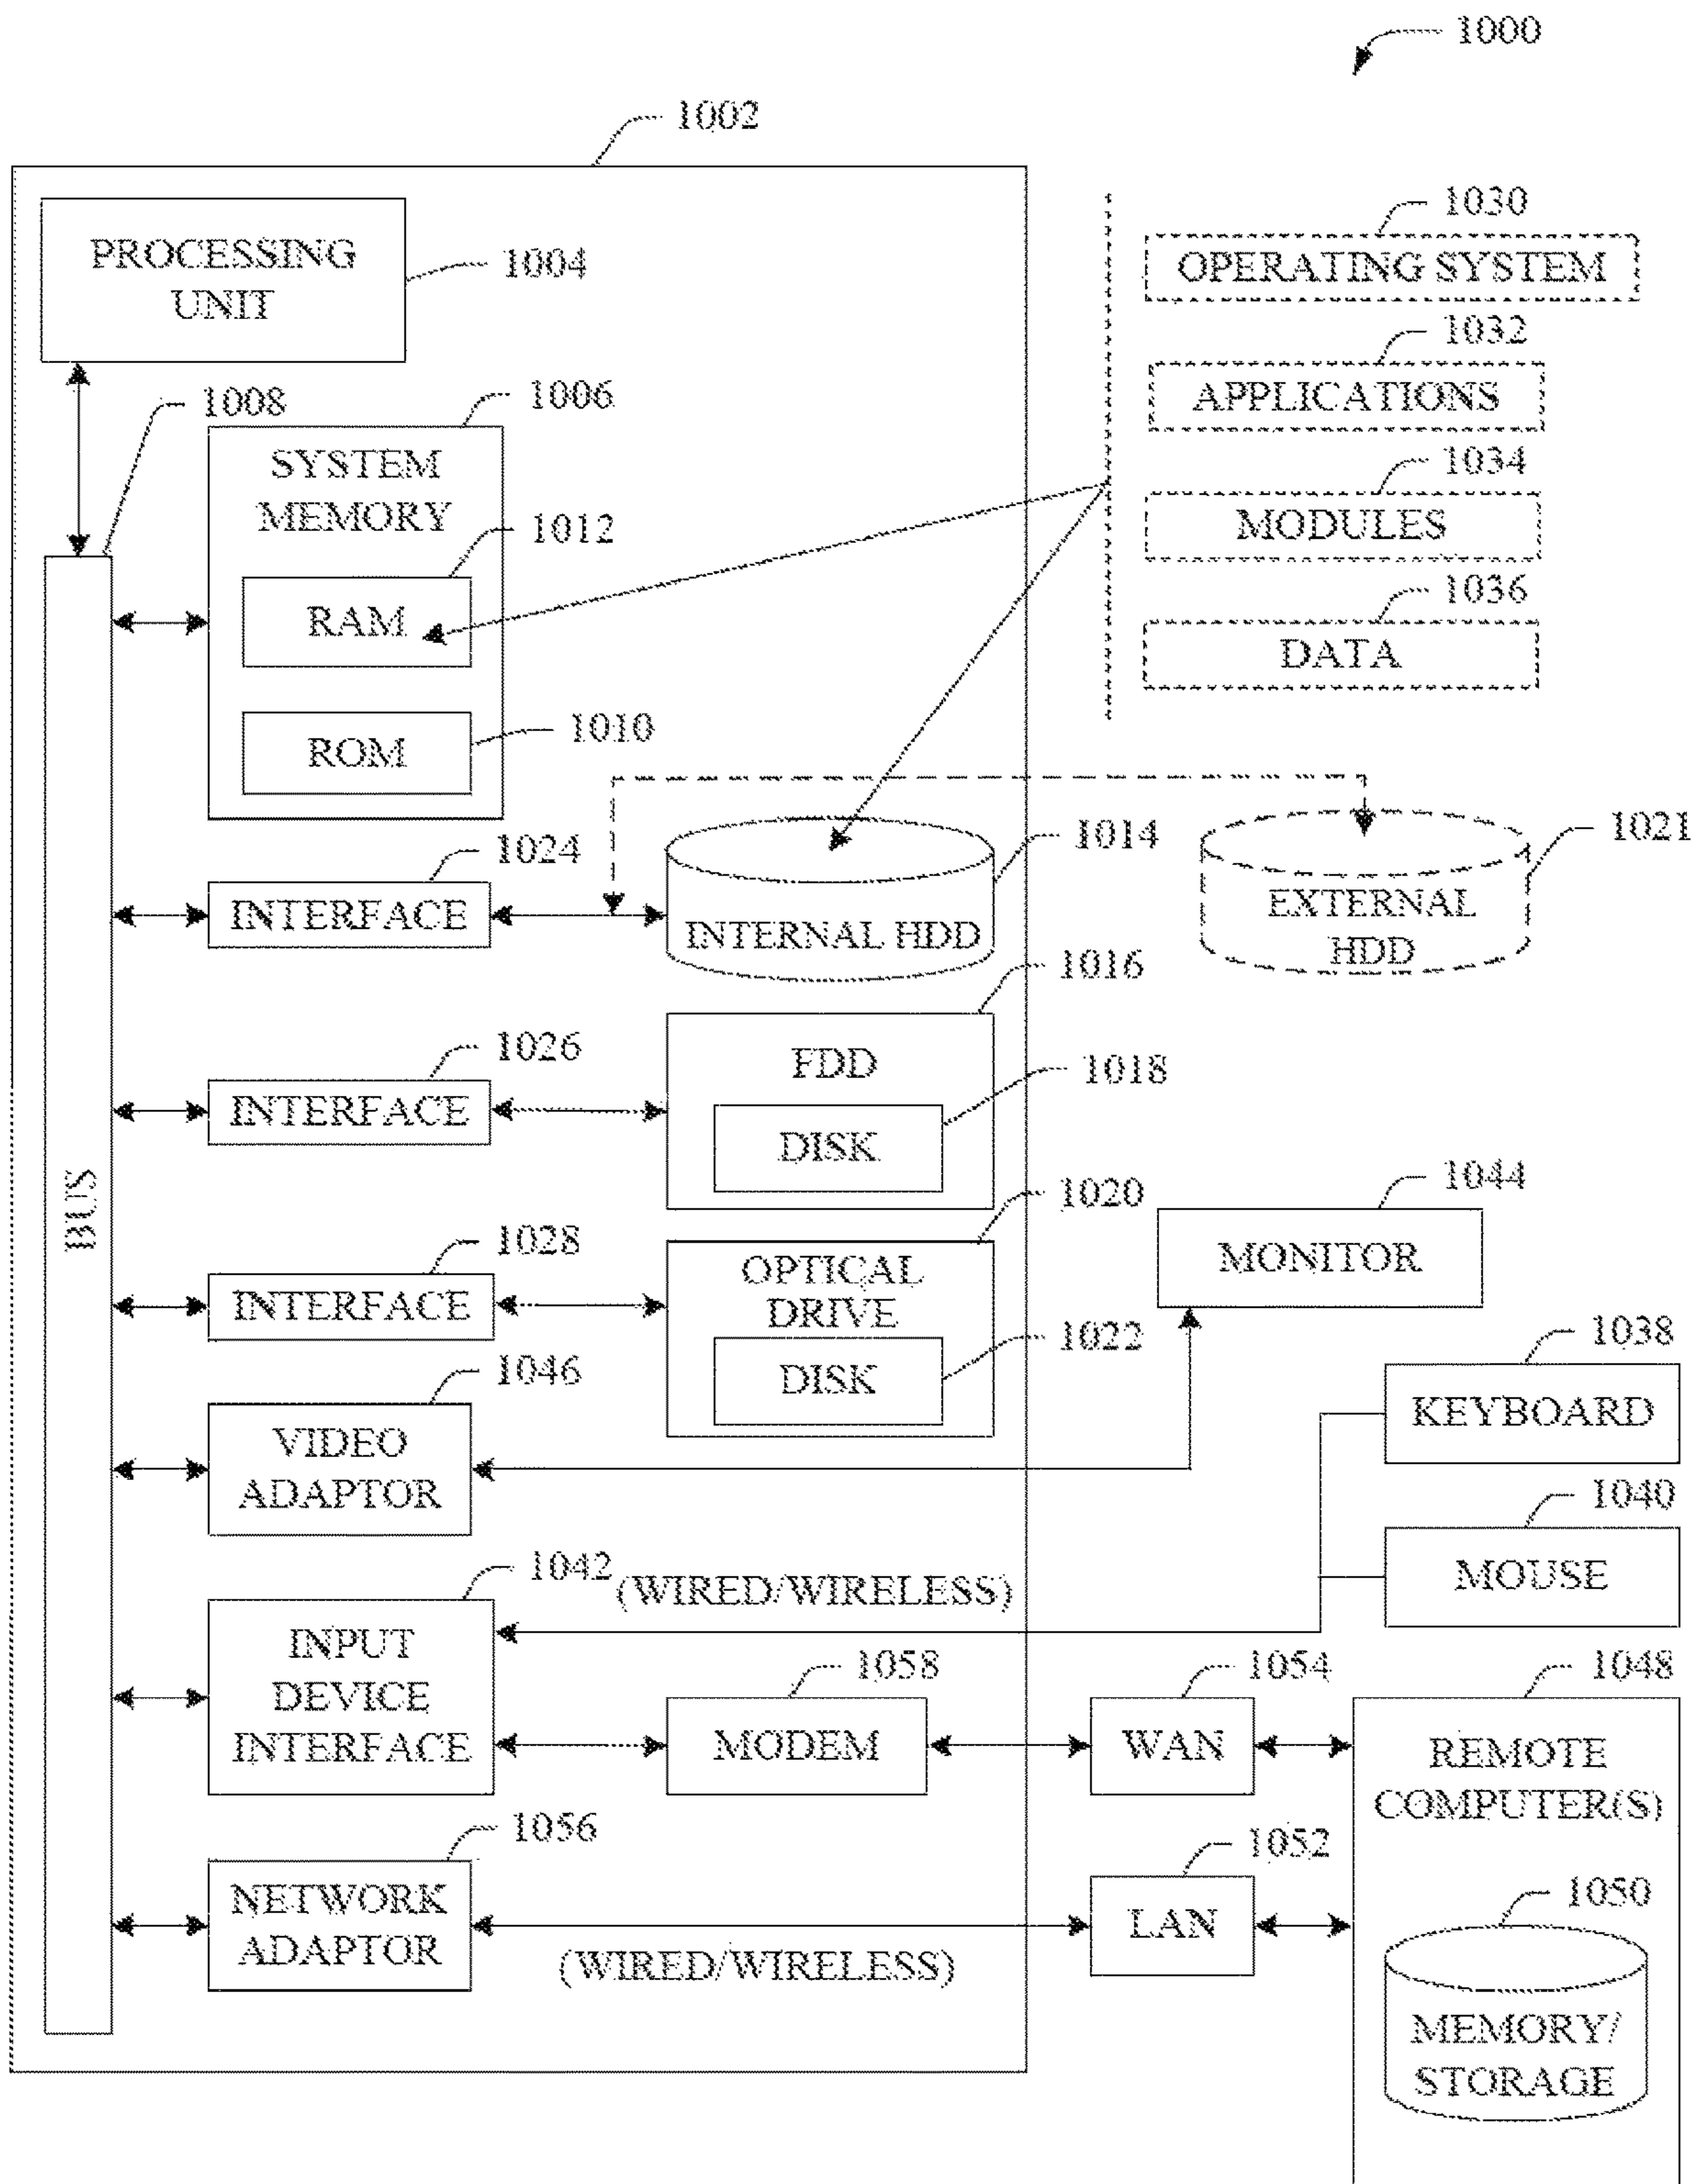 1000
1002
PROCESSING
UNIT
1004
1030
OPERATING SYSTEM
1032
APPLICATIONS
1034
MODULES
1036
DATA
1008
1006
SYSTEM
MEMORY
1012
RAM
1010
ROM
1024
INTERFACE
1014
INTERNAL HDD
1021
EXTERNAL
HDD
1016
FDD
1026
INTERFACE
1018
DISK
BUS
1020
OPTICAL
DRIVE
1028
INTERFACE
1022
DISK
1044
MONITOR
1046
VIDEO
ADAPTOR
1038
KEYBOARD
1040
MOUSE
1042
(WIRED/WIRELESS)
INPUT
DEVICE
INTERFACE
1058
MODEM
1054
WAN
1048
REMOTE
COMPUTER(S)
1056
NETWORK
ADAPTOR
(WIRED/WIRELESS)
1052
LAN
1050
MEMORY/
STORAGE